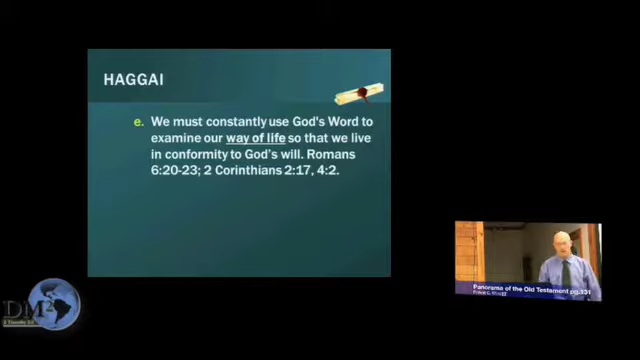 HAGGAI
e. We must constantly use God's Word to
examine our way of life so that we live
in conformity to God's will. Romans
6:20-23; 2 Corinthians 2:17, 4:2.
Panorama of the Old Testament pg.131
DM2